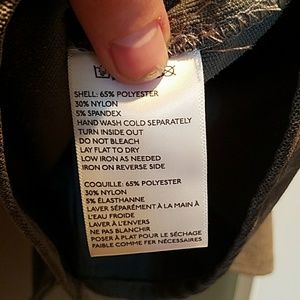 SHELL: 65% POLYESTER
30% NYLON
5% SPANDEX
HAND WASH COLD SEPARATELY
TURN INSIDE OUT
DO NOT BLEACH
LAY FLAT TO DRY
LOW IRON AS NEEDED
IRON ON REVERSE SIDE
COQUILLE: 65% POLYESTER
30% NYLON
5% ÉLASTHANNE
LAVER SÉPARÉMENT À LA MAIN À
L'EAU FROIDE
LAVER À L'ENVERS
NE PAS BLANCHIR
POSER À PLAT POUR LE SÉCHAGE
FAIBLE COMME FER NÉCESSAIRES